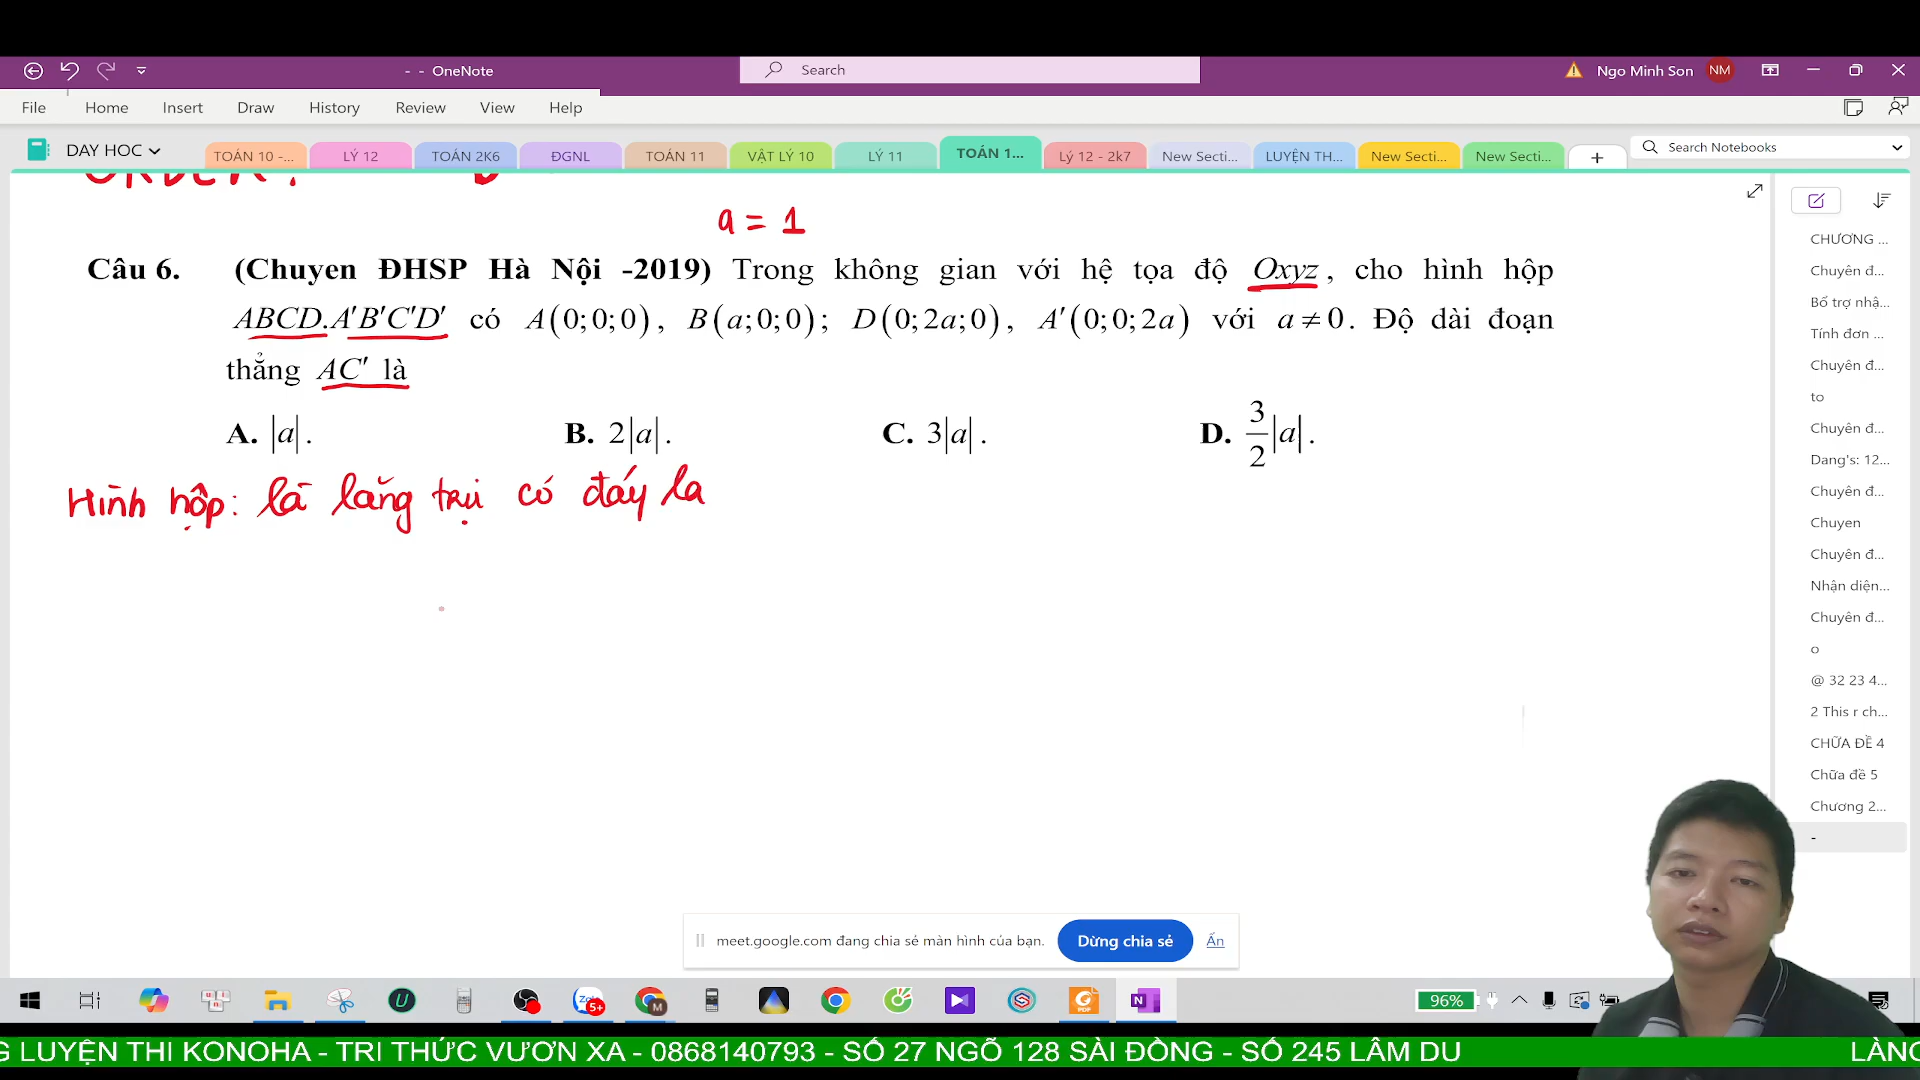 - - OneNote
Search
Ngo Minh Son NM
File Home Insert Draw History Review View Help
DAY HOC
TOÁN 10 -... LÝ 12 TOÁN 2K6 ĐGNL TOÁN 11 VẬT LÝ 10 LÝ 11 TOÁN 1... Lý 12 - 2k7 New Secti... LUYỆN TH... New Secti... New Secti... +
Search Notebooks
a = 1
Câu 6. (Chuyen ĐHSP Hà Nội -2019) Trong không gian với hệ tọa độ Oxyz, cho hình hộp
ABCD.A'B'C'D' có A(0;0;0), B(a;0;0); D(0;2a;0), A'(0;0;2a) với a≠0. Độ dài đoạn
thẳng AC' là
A. |a|. B. 2|a|. C. 3|a|. D. 3/2|a|.
Hình hộp: là lăng trụ có đáy la
CHƯƠNG ...
Chuyên đ...
Bổ trợ nhậ...
Tính đơn ...
Chuyên đ...
to
Chuyên đ...
Dang's: 12...
Chuyên đ...
Chuyen
Chuyên đ...
Nhận diện...
Chuyên đ...
o
@ 32 23 4...
2 This r ch...
CHỮA ĐỀ 4
Chữa đề 5
Chương 2...
-
meet.google.com đang chia sẻ màn hình của bạn. Dừng chia sẻ Ẩn
96%
G LUYỆN THI KONOHA - TRI THỨC VƯƠN XA - 0868140793 - SỐ 27 NGÕ 128 SÀI ĐỒNG - SỐ 245 LÂM DU LÀNG